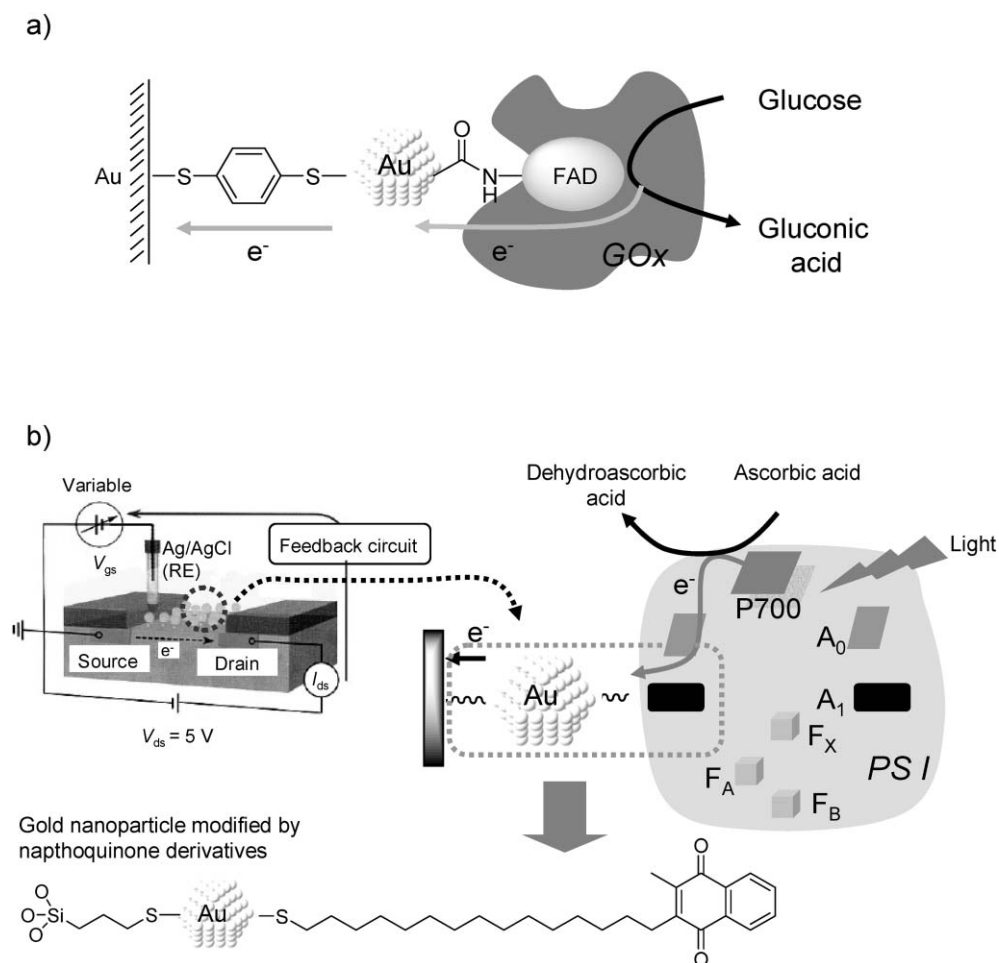 a)
Glucose
O
Au
S
S
Au
N
H
FAD
e-
e-
GOx
Gluconic
acid
b)
Variable
Vgs
Ag/AgCl
(RE)
Feedback circuit
Source
e-
Drain
Ids
Vds = 5 V
Dehydroascorbic
acid
Ascorbic acid
Light
e-
P700
e-
A0
Au
A1
FX
FA
PS I
FB
Gold nanoparticle modified by
napthoquinone derivatives
O
O
Si
O
S
Au
S
O
O